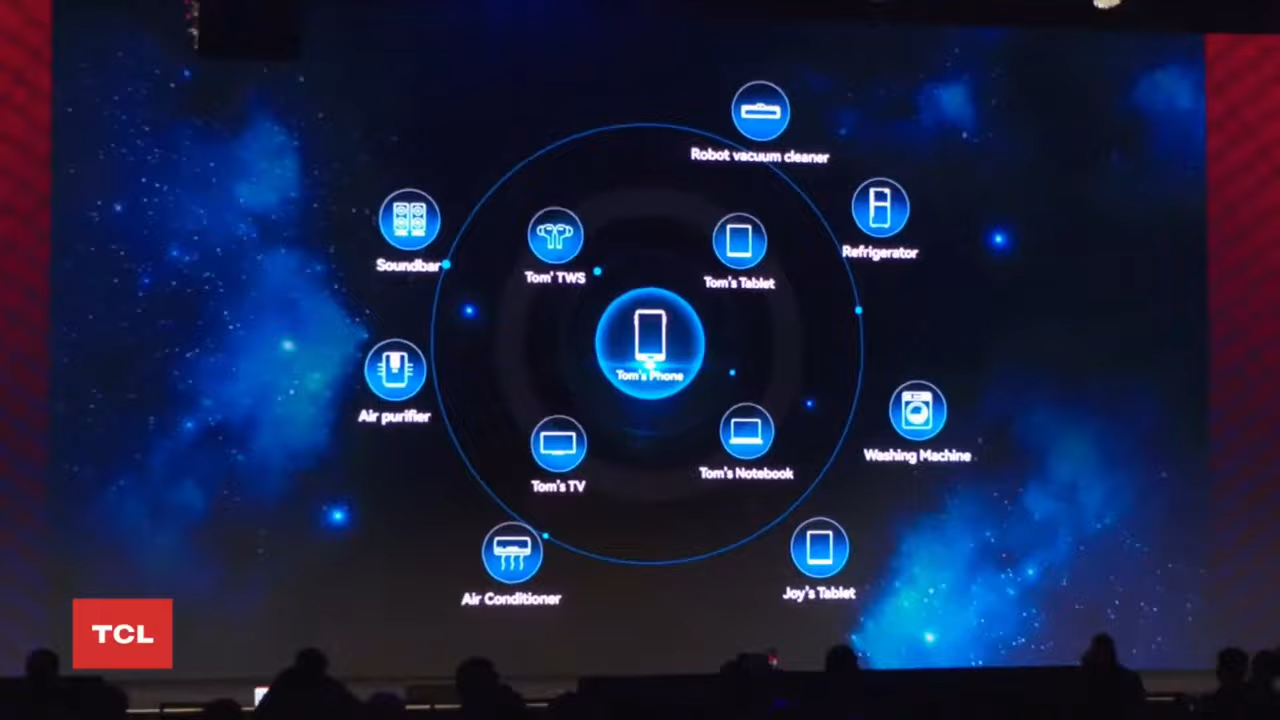 Robot vacuum cleaner
Soundbar
Tom' TWS
Tom's Tablet
Refrigerator
Tom's Phone
Air purifier
Washing Machine
Tom's TV
Tom's Notebook
Air Conditioner
Joy's Tablet
TCL